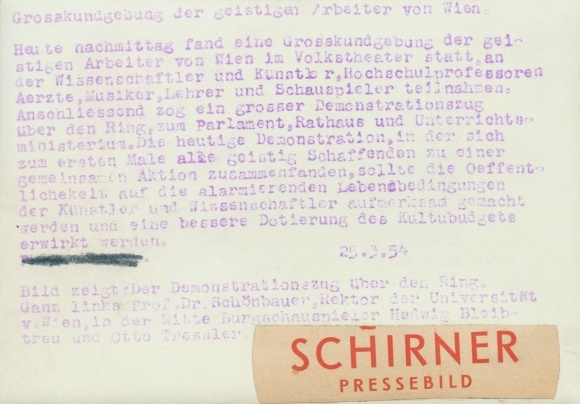 Grosskundgebung der geistigen Arbeiter von Wien.
Heute nachmittag fand eine Grosskundgebung der gei-
stigen Arbeiter von Wien im Volkstheater statt,an
der Wissenschaftler und Künstler,Hochschulprofessoren
Aerzte,Musiker,Lehrer und Schauspieler teilnahmen.
Anschliessend zog ein grosser Demonstrationszug
über den Ring,zum Parlament,Rathaus und Unterrichts-
ministerium.Die heutige Demonstration,in der sich
zum ersten Male alle geistig Schaffenden zu einer
gemeinsamen Aktion zusammenfanden,sollte die Oeffent-
lichekeit auf die alarmierenden Lebensbedingungen
der Künstler und Wissenschaftler aufmerksam gemacht
werden und eine bessere Dotierung des Kultubudgets
erwirkt werden.
25.3.54
Bild zeigt:Der Demonstrationszug über den Ring.
Ganz links Prof.Dr.Schönbauer,Rektor der Universität
v.Wien,in der Mitte Burgschauspieler Hedwig Bleib-
treu und Otto Tressler.
SCHIRNER
PRESSEBILD